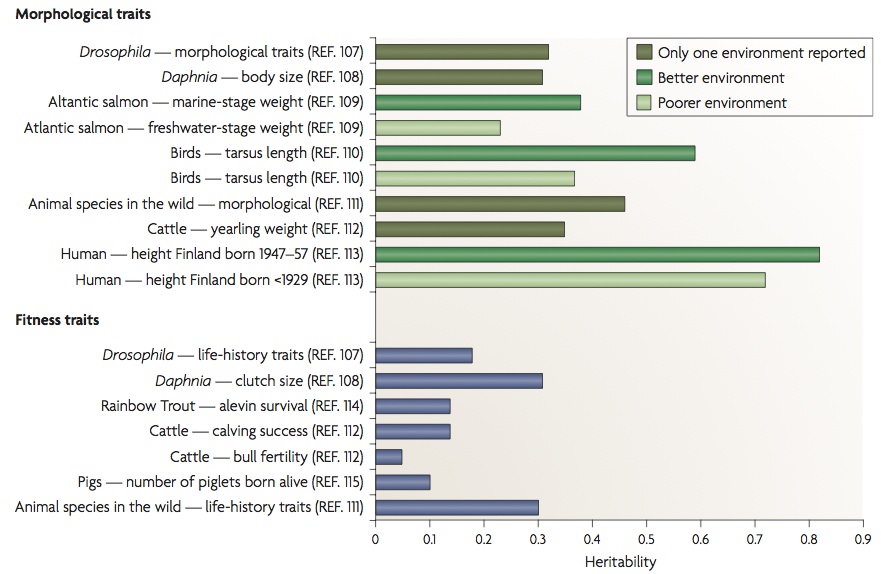 Morphological traits
Drosophila — morphological traits (REF. 107)
Daphnia — body size (REF. 108)
Altantic salmon — marine-stage weight (REF. 109)
Atlantic salmon — freshwater-stage weight (REF. 109)
Birds — tarsus length (REF. 110)
Birds — tarsus length (REF. 110)
Animal species in the wild — morphological (REF. 111)
Cattle — yearling weight (REF. 112)
Human — height Finland born 1947–57 (REF. 113)
Human — height Finland born <1929 (REF. 113)
Only one environment reported
Better environment
Poorer environment
Fitness traits
Drosophila — life-history traits (REF. 107)
Daphnia — clutch size (REF. 108)
Rainbow Trout — alevin survival (REF. 114)
Cattle — calving success (REF. 112)
Cattle — bull fertility (REF. 112)
Pigs — number of piglets born alive (REF. 115)
Animal species in the wild — life-history traits (REF. 111)
0 0.1 0.2 0.3 0.4 0.5 0.6 0.7 0.8 0.9
Heritability